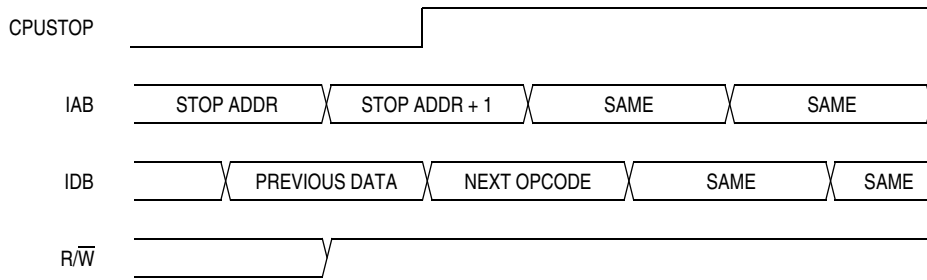 CPUSTOP
IAB STOP ADDR STOP ADDR + 1 SAME SAME
IDB PREVIOUS DATA NEXT OPCODE SAME SAME
R/W̅